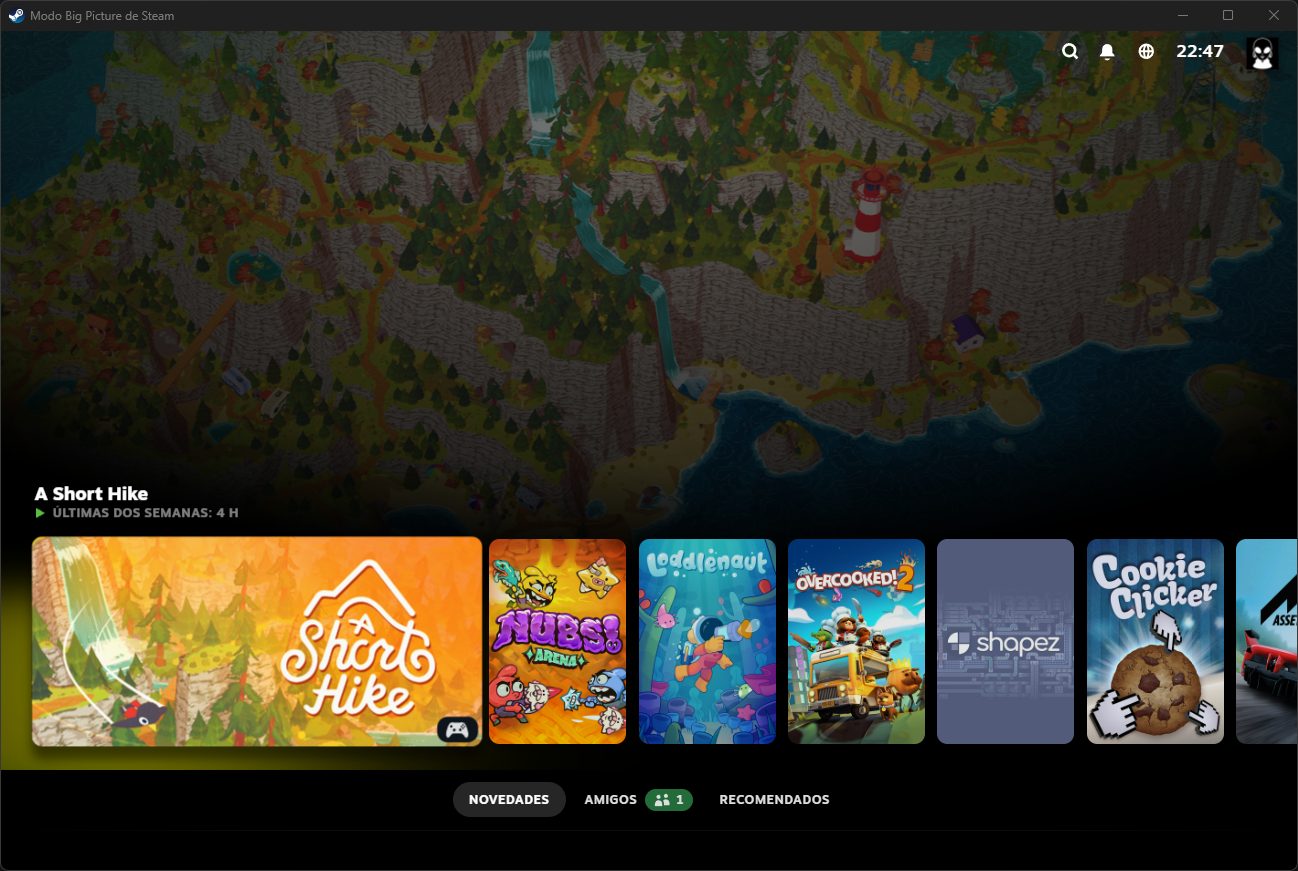 Modo Big Picture de Steam
22:47
A Short Hike
ÚLTIMAS DOS SEMANAS: 4 H
A
Short
Hike
NUBS!
ARENA
Loddlenaut
OVERCOOKED! 2
shapez
Cookie
Clicker
ASSE
NOVEDADES
AMIGOS
1
RECOMENDADOS